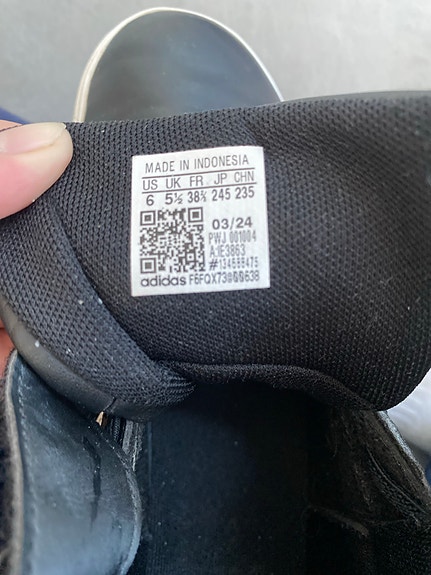 MADE IN INDONESIA
US UK FR JP CHN
6 5½ 38⅔ 245 235
03/24
PWJ 001004
adidas